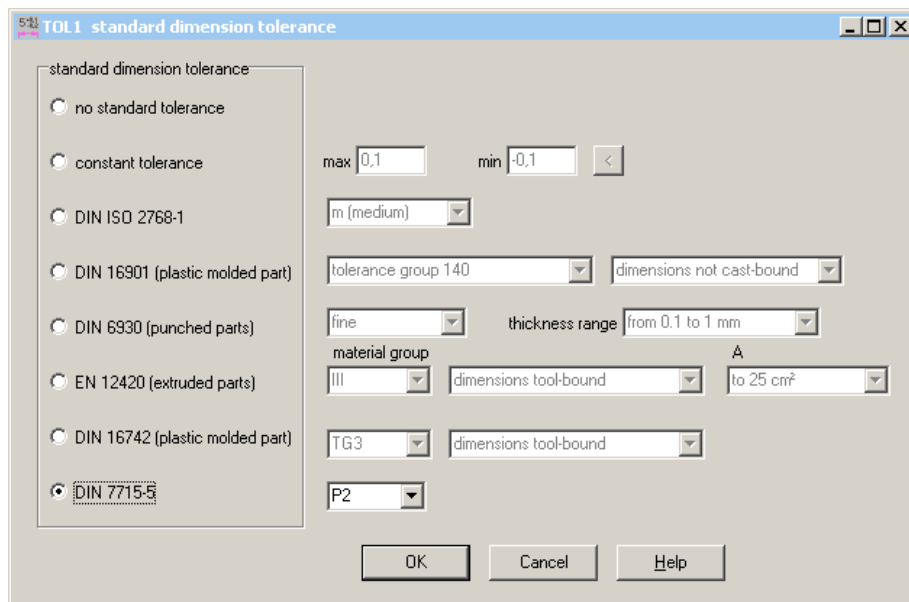 TOL1 standard dimension tolerance
standard dimension tolerance
no standard tolerance
constant tolerance max 0,1 min -0,1 <
DIN ISO 2768-1 m (medium)
DIN 16901 (plastic molded part) tolerance group 140 dimensions not cast-bound
DIN 6930 (punched parts) fine thickness range from 0.1 to 1 mm
material group A
EN 12420 (extruded parts) III dimensions tool-bound to 25 cm²
DIN 16742 (plastic molded part) TG3 dimensions tool-bound
DIN 7715-5 P2
OK Cancel Help